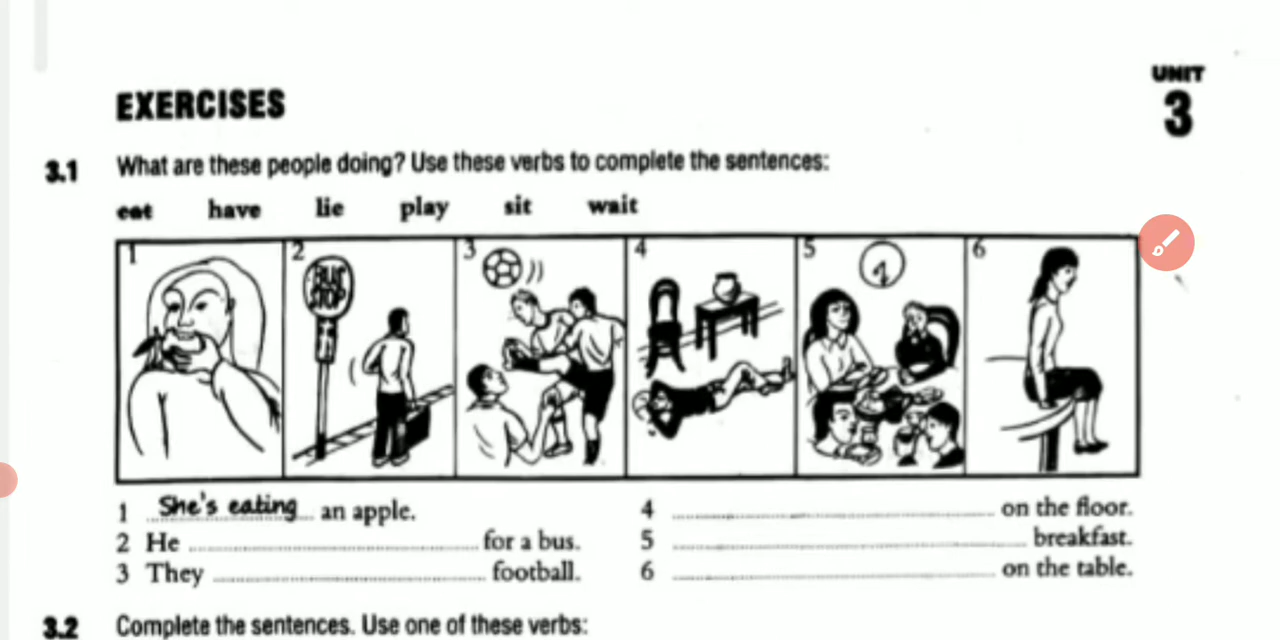 UNIT
3
EXERCISES
3.1 What are these people doing? Use these verbs to complete the sentences:
eat have lie play sit wait
1 2 3 4 5 6
BUS
STOP
1
1 She's eating an apple.
2 He ........ for a bus.
3 They ........ football.
4 ........ on the floor.
5 ........ breakfast.
6 ........ on the table.
3.2 Complete the sentences. Use one of these verbs: